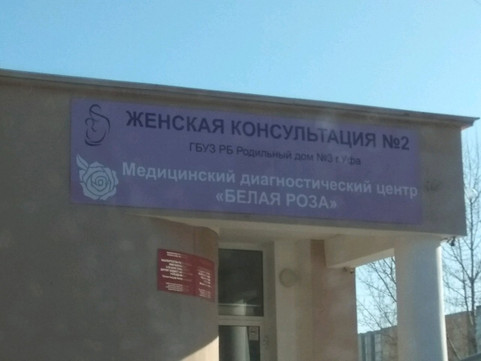 ЖЕНСКАЯ КОНСУЛЬТАЦИЯ №2
ГБУЗ РБ Родильный дом №3 г. Уфа
Медицинский диагностический центр
«БЕЛАЯ РОЗА»